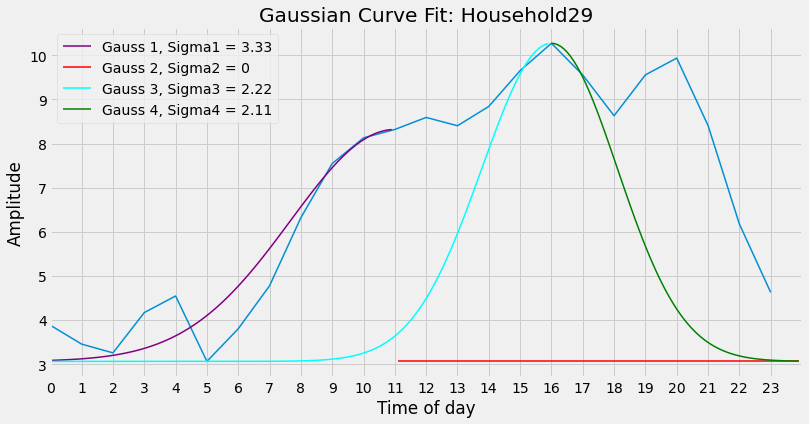 Gaussian Curve Fit: Household29
Gauss 1, Sigma1 = 3.33
Gauss 2, Sigma2 = 0
Gauss 3, Sigma3 = 2.22
Gauss 4, Sigma4 = 2.11
Amplitude
10
9
8
7
6
5
4
3
0 1 2 3 4 5 6 7 8 9 10 11 12 13 14 15 16 17 18 19 20 21 22 23
Time of day